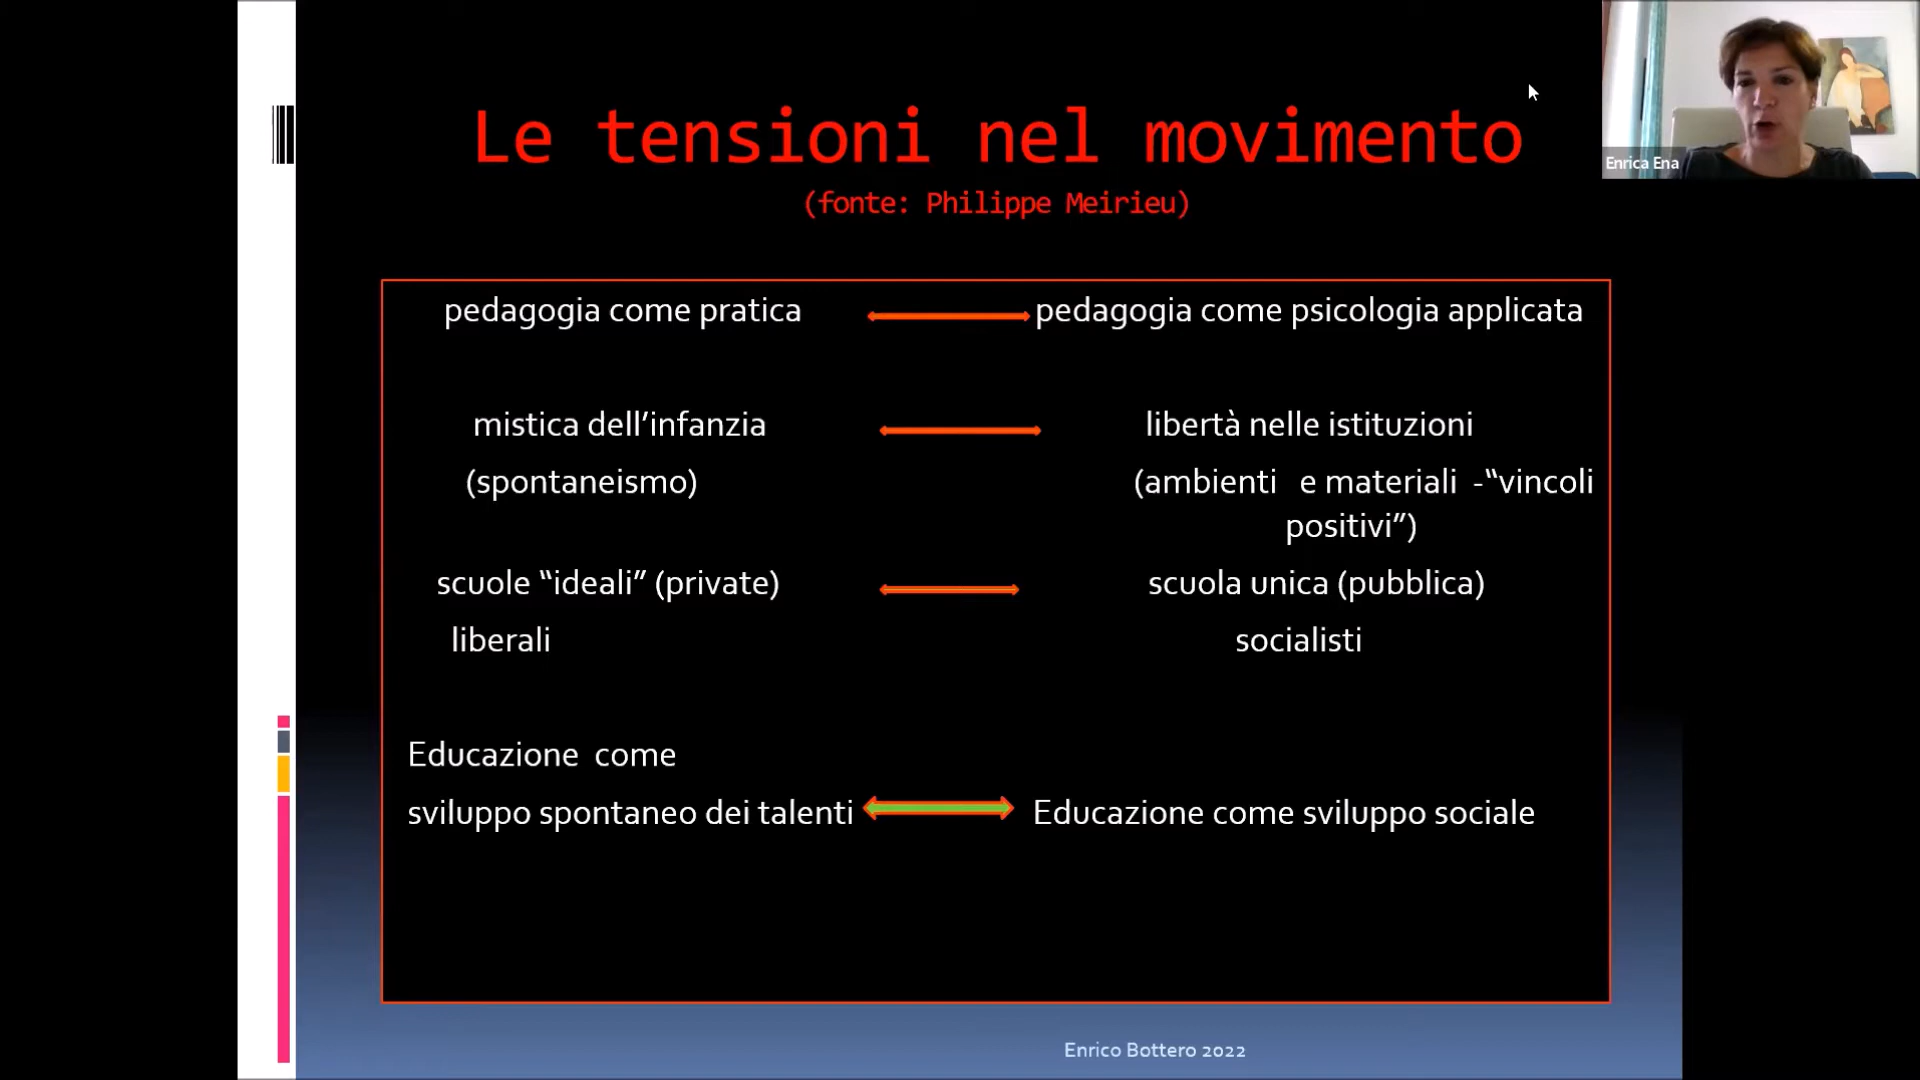 Le tensioni nel movimento
(fonte: Philippe Meirieu)
Enrica Ena
pedagogia come pratica pedagogia come psicologia applicata
mistica dell’infanzia libertà nelle istituzioni
(spontaneismo) (ambienti e materiali -“vincoli
positivi”)
scuole “ideali” (private) scuola unica (pubblica)
liberali socialisti
Educazione come
sviluppo spontaneo dei talenti Educazione come sviluppo sociale
Enrico Bottero 2022